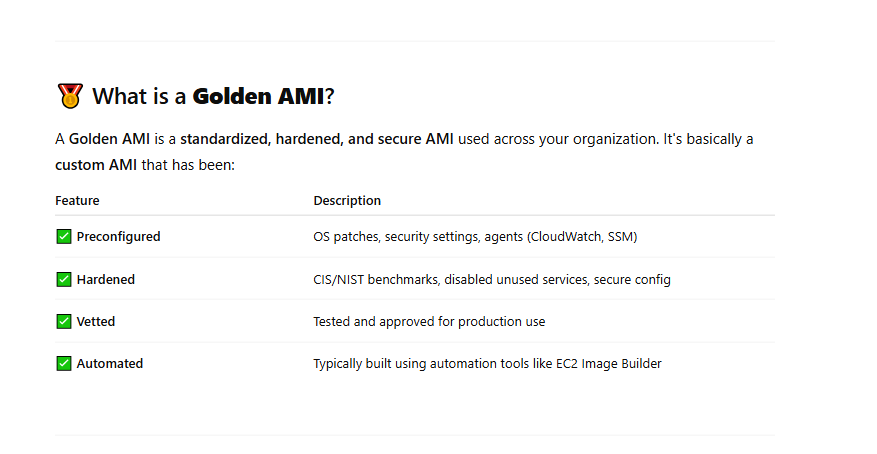 🏅 What is a Golden AMI?
A Golden AMI is a standardized, hardened, and secure AMI used across your organization. It's basically a
custom AMI that has been:
Feature Description
✅ Preconfigured OS patches, security settings, agents (CloudWatch, SSM)
✅ Hardened CIS/NIST benchmarks, disabled unused services, secure config
✅ Vetted Tested and approved for production use
✅ Automated Typically built using automation tools like EC2 Image Builder